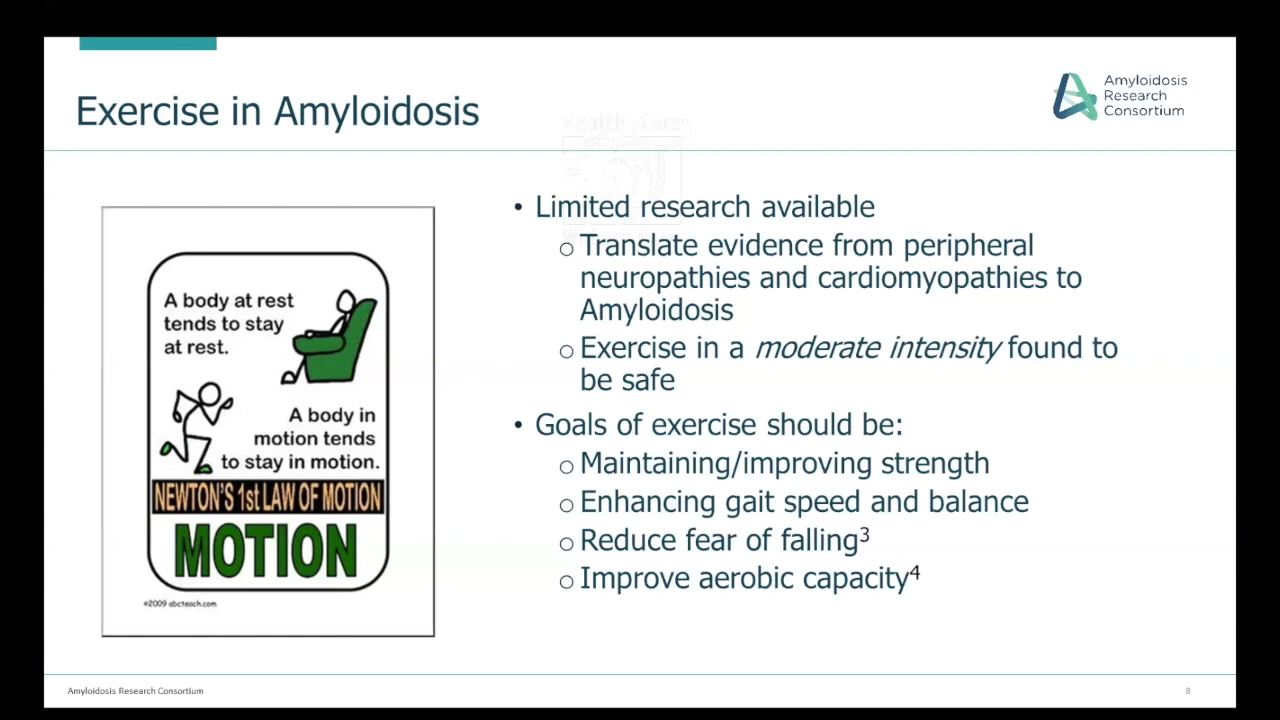 Exercise in Amyloidosis
Amyloidosis
Research
Consortium
A body at rest
tends to stay
at rest.
A body in
motion tends
to stay in motion.
NEWTON'S 1st LAW OF MOTION
MOTION
©2009 abcteach.com
• Limited research available
o Translate evidence from peripheral
neuropathies and cardiomyopathies to
Amyloidosis
o Exercise in a moderate intensity found to
be safe
• Goals of exercise should be:
o Maintaining/improving strength
o Enhancing gait speed and balance
o Reduce fear of falling³
o Improve aerobic capacity⁴
Amyloidosis Research Consortium
8